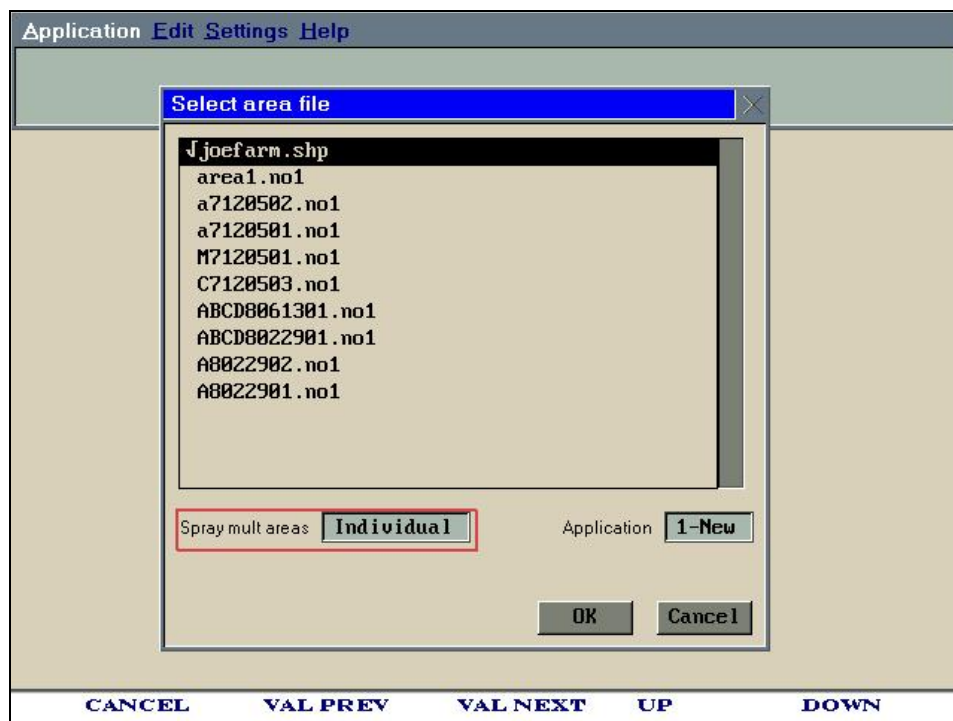 Application Edit Settings Help
Select area file
√joefarm.shp
area1.no1
a7120502.no1
a7120501.no1
M7120501.no1
C7120503.no1
ABCD8061301.no1
ABCD8022901.no1
A8022902.no1
A8022901.no1
Spray mult areas Individual Application 1-New
OK Cancel
CANCEL VAL PREV VAL NEXT UP DOWN